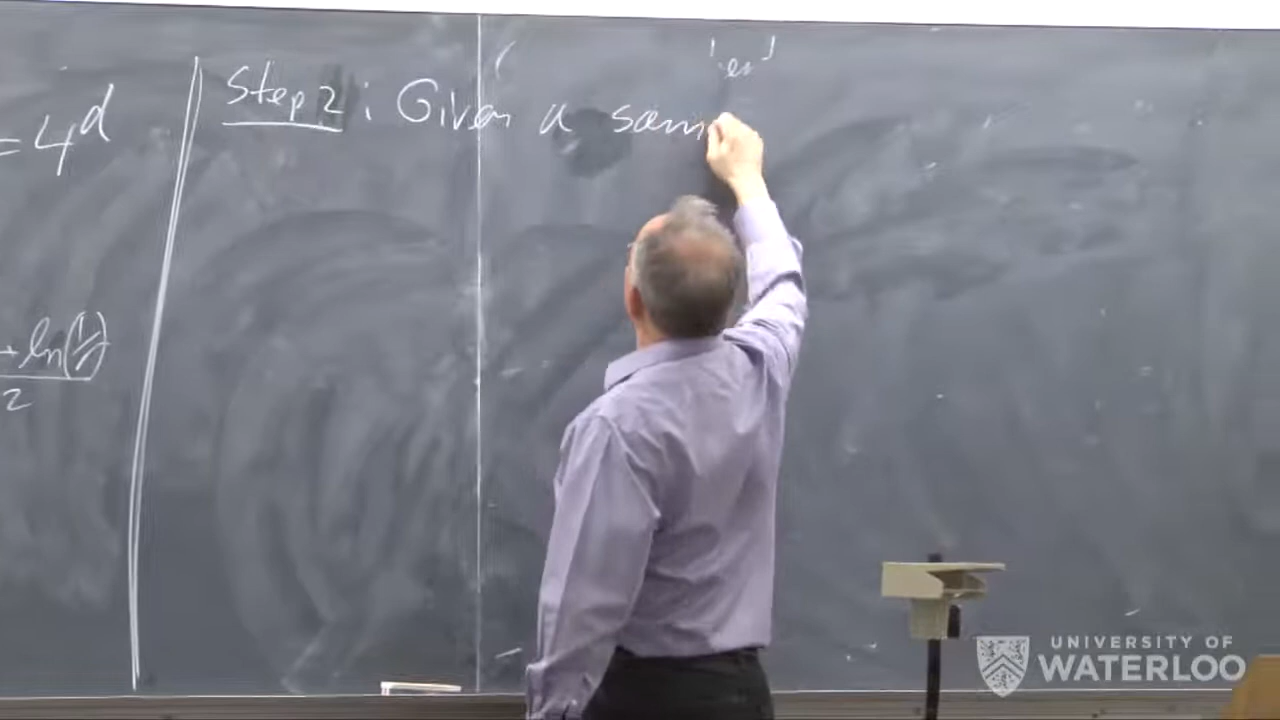 = 4^d
+ ln(1/
2
Step 2 : Given a sam
UNIVERSITY OF
WATERLOO